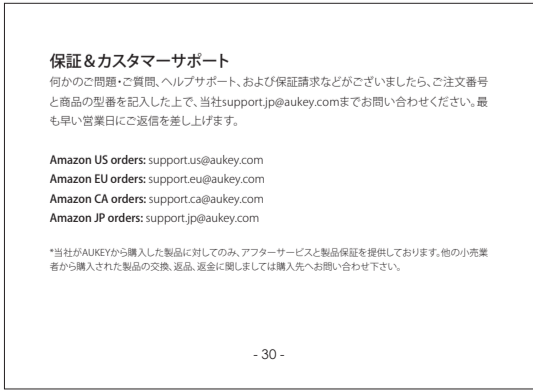 保証＆カスタマーサポート
何かのご問題・ご質問、ヘルプサポート、および保証請求などがございましたら、ご注文番号
と商品の型番を記入した上で、当社support.jp@aukey.comまでお問い合わせください。最
も早い営業日にご返信を差し上げます。
Amazon US orders: support.us@aukey.com
Amazon EU orders: support.eu@aukey.com
Amazon CA orders: support.ca@aukey.com
Amazon JP orders: support.jp@aukey.com
*当社がAUKEYから購入した製品に対してのみ、アフターサービスと製品保証を提供しております。他の小売業
者から購入された製品の交換、返品、返金に関しましては購入先へお問い合わせ下さい。
- 30 -